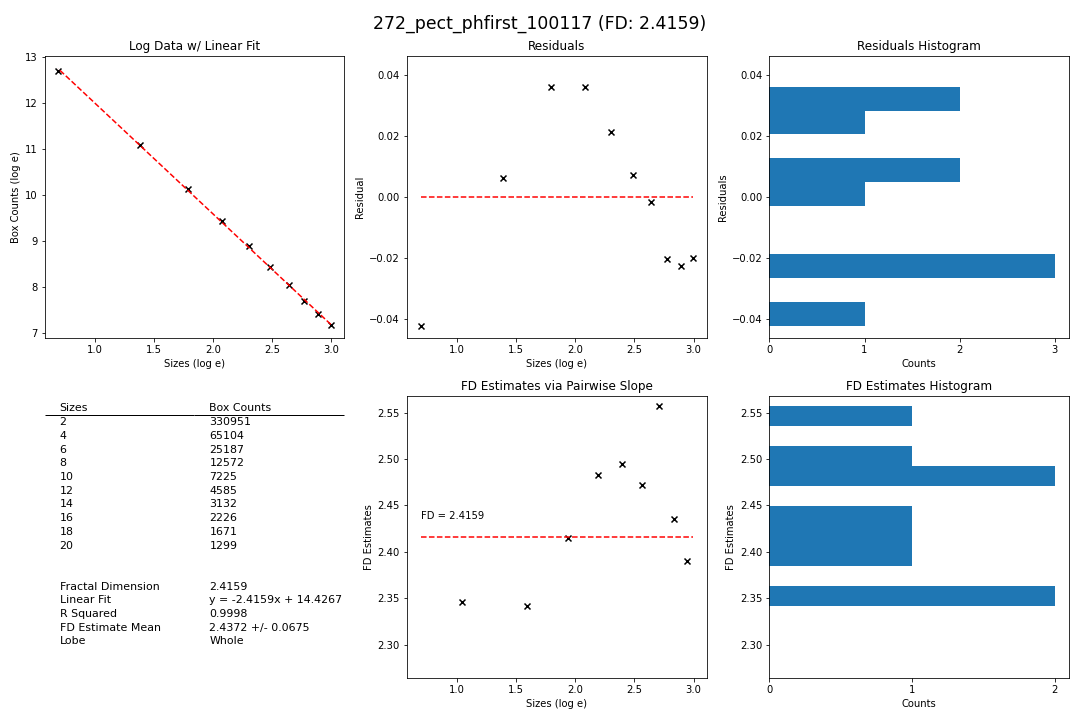 272_pect_phfirst_100117 (FD: 2.4159)
Log Data w/ Linear Fit
13
12
11
10
9
8
7
Box Counts (log e)
1.0 1.5 2.0 2.5 3.0
Sizes (log e)
Residuals
0.04
0.02
0.00
−0.02
−0.04
Residual
1.0 1.5 2.0 2.5 3.0
Sizes (log e)
Residuals Histogram
0.04
0.02
0.00
−0.02
−0.04
Residuals
0 1 2 3
Counts
Sizes Box Counts
2 330951
4 65104
6 25187
8 12572
10 7225
12 4585
14 3132
16 2226
18 1671
20 1299
Fractal Dimension 2.4159
Linear Fit y = -2.4159x + 14.4267
R Squared 0.9998
FD Estimate Mean 2.4372 +/- 0.0675
Lobe Whole
FD Estimates via Pairwise Slope
2.55
2.50
2.45
2.40
2.35
2.30
FD Estimates
FD = 2.4159
1.0 1.5 2.0 2.5 3.0
Sizes (log e)
FD Estimates Histogram
2.55
2.50
2.45
2.40
2.35
2.30
FD Estimates
0 1 2
Counts